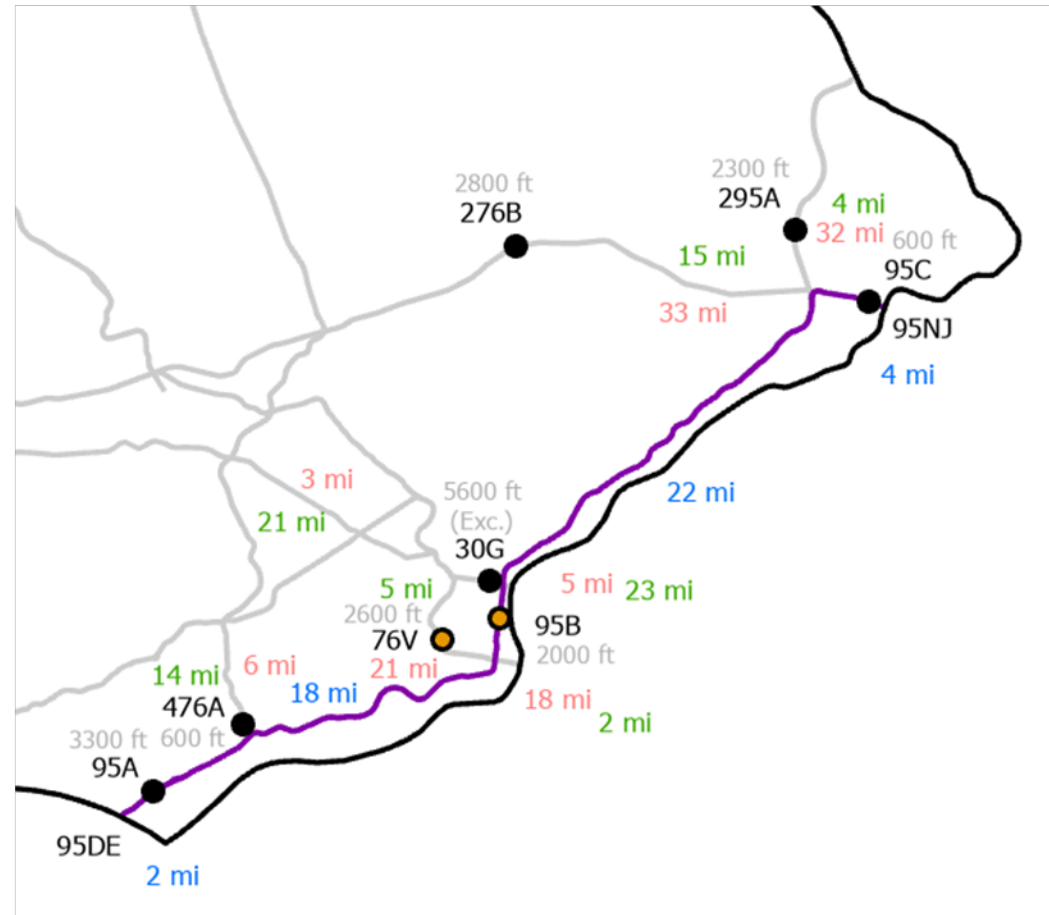 2300 ft
295A
2800 ft
276B
4 mi
32 mi
600 ft
95C
15 mi
33 mi
95NJ
4 mi
3 mi
21 mi
5600 ft
(Exc.)
30G
22 mi
5 mi
2600 ft
76V
5 mi 23 mi
95B
2000 ft
14 mi
6 mi
21 mi
18 mi
476A
18 mi
2 mi
3300 ft 600 ft
95A
95DE
2 mi